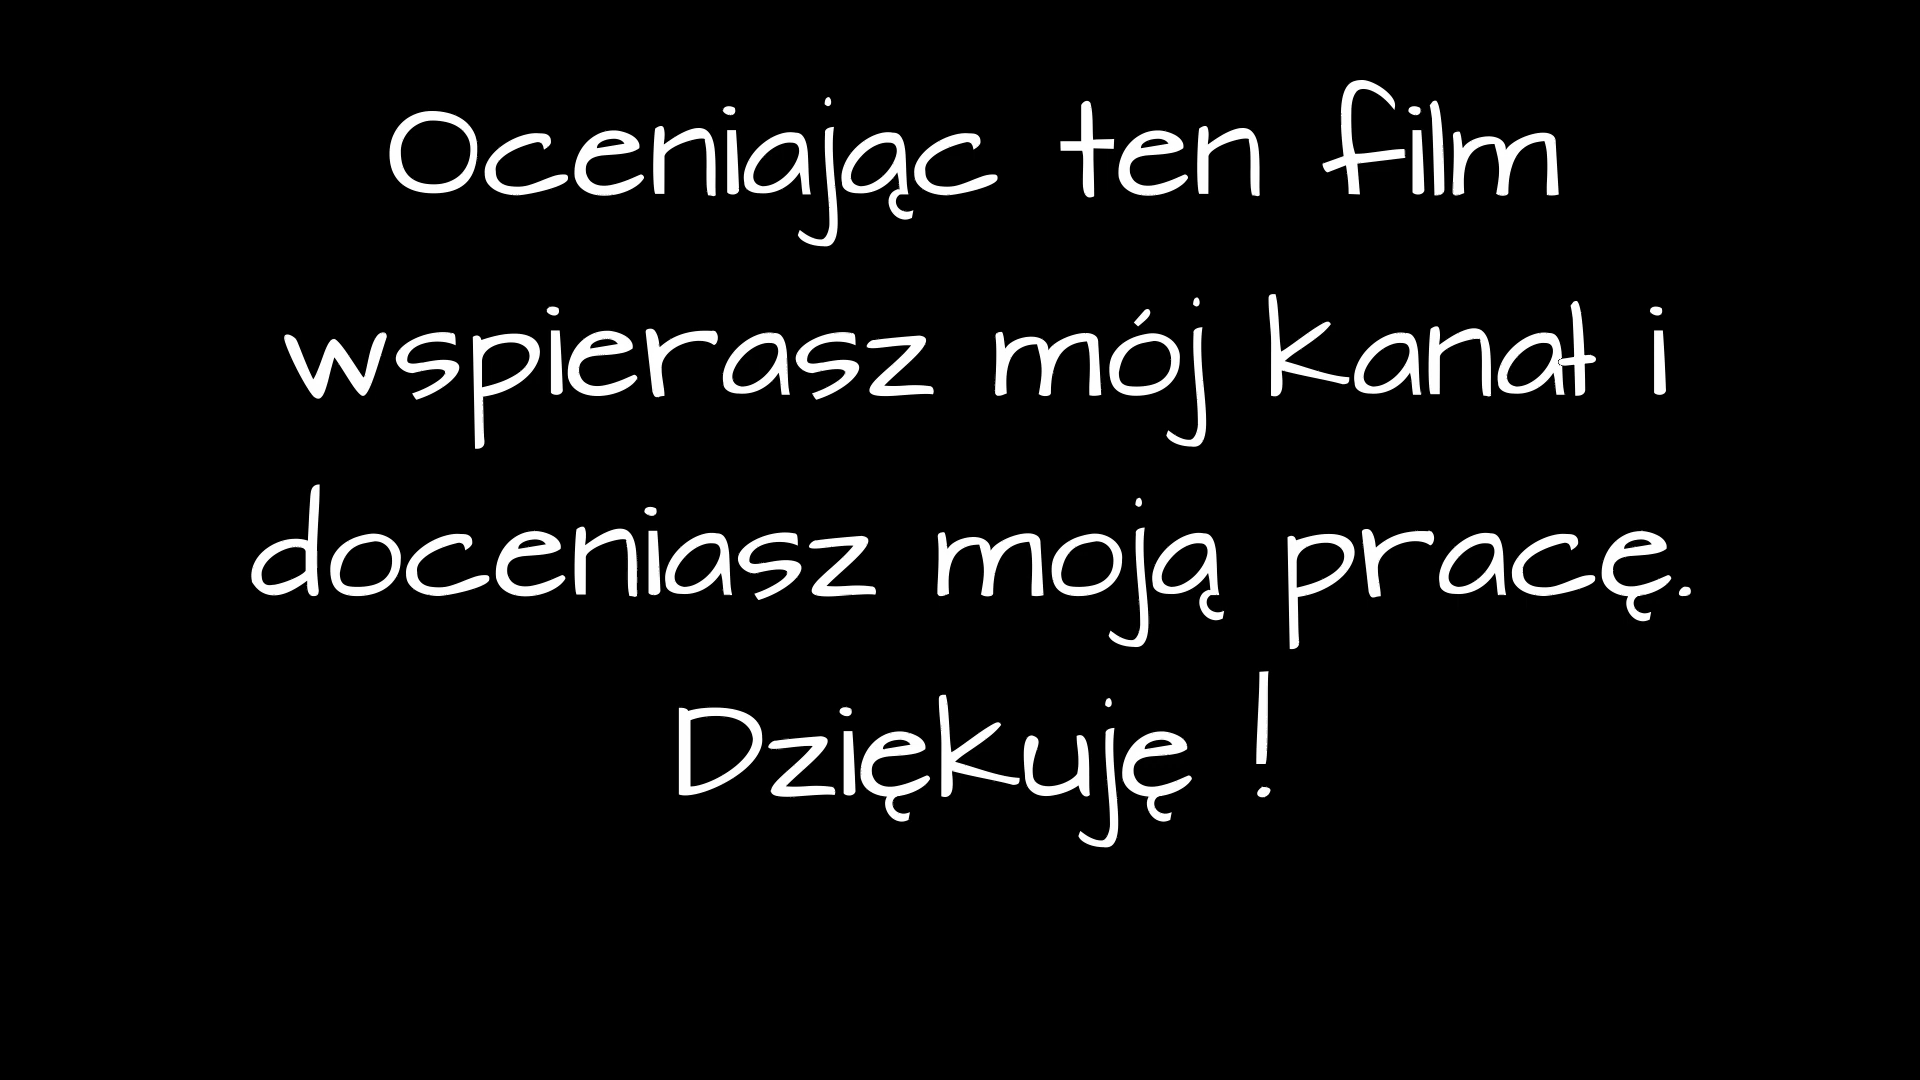 Oceniając ten film
wspierasz mój kanał i
doceniasz moją pracę.
Dziękuję !